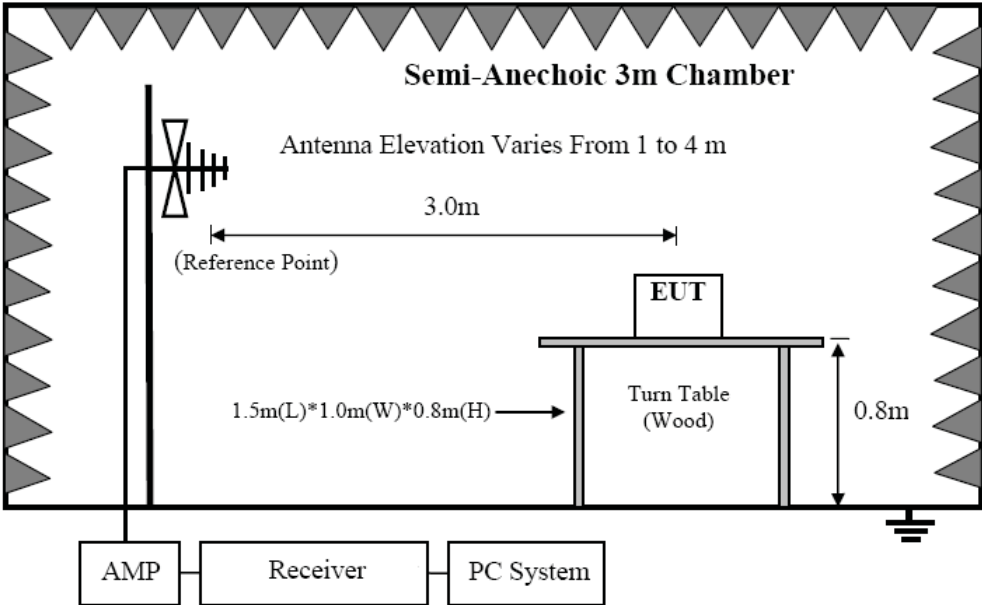 Semi-Anechoic 3m Chamber
Antenna Elevation Varies From 1 to 4 m
3.0m
(Reference Point)
EUT
1.5m(L)*1.0m(W)*0.8m(H)
Turn Table
(Wood)
0.8m
AMP
Receiver
PC System